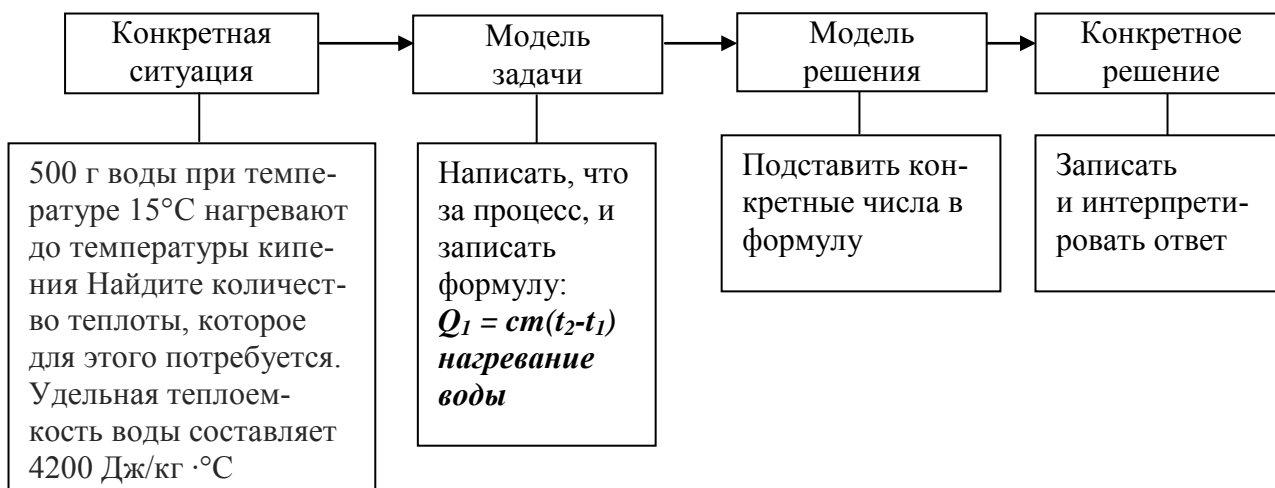 Конкретная
ситуация
Модель
задачи
Модель
решения
Конкретное
решение
500 г воды при темпе-
ратуре 15°С нагревают
до температуры кипе-
ния Найдите количест-
во теплоты, которое
для этого потребуется.
Удельная теплоем-
кость воды составляет
4200 Дж/кг ·°С
Написать, что
за процесс, и
записать
формулу:
Q1 = cm(t2-t1)
нагревание
воды
Подставить кон-
кретные числа в
формулу
Записать
и интерпрети-
ровать ответ